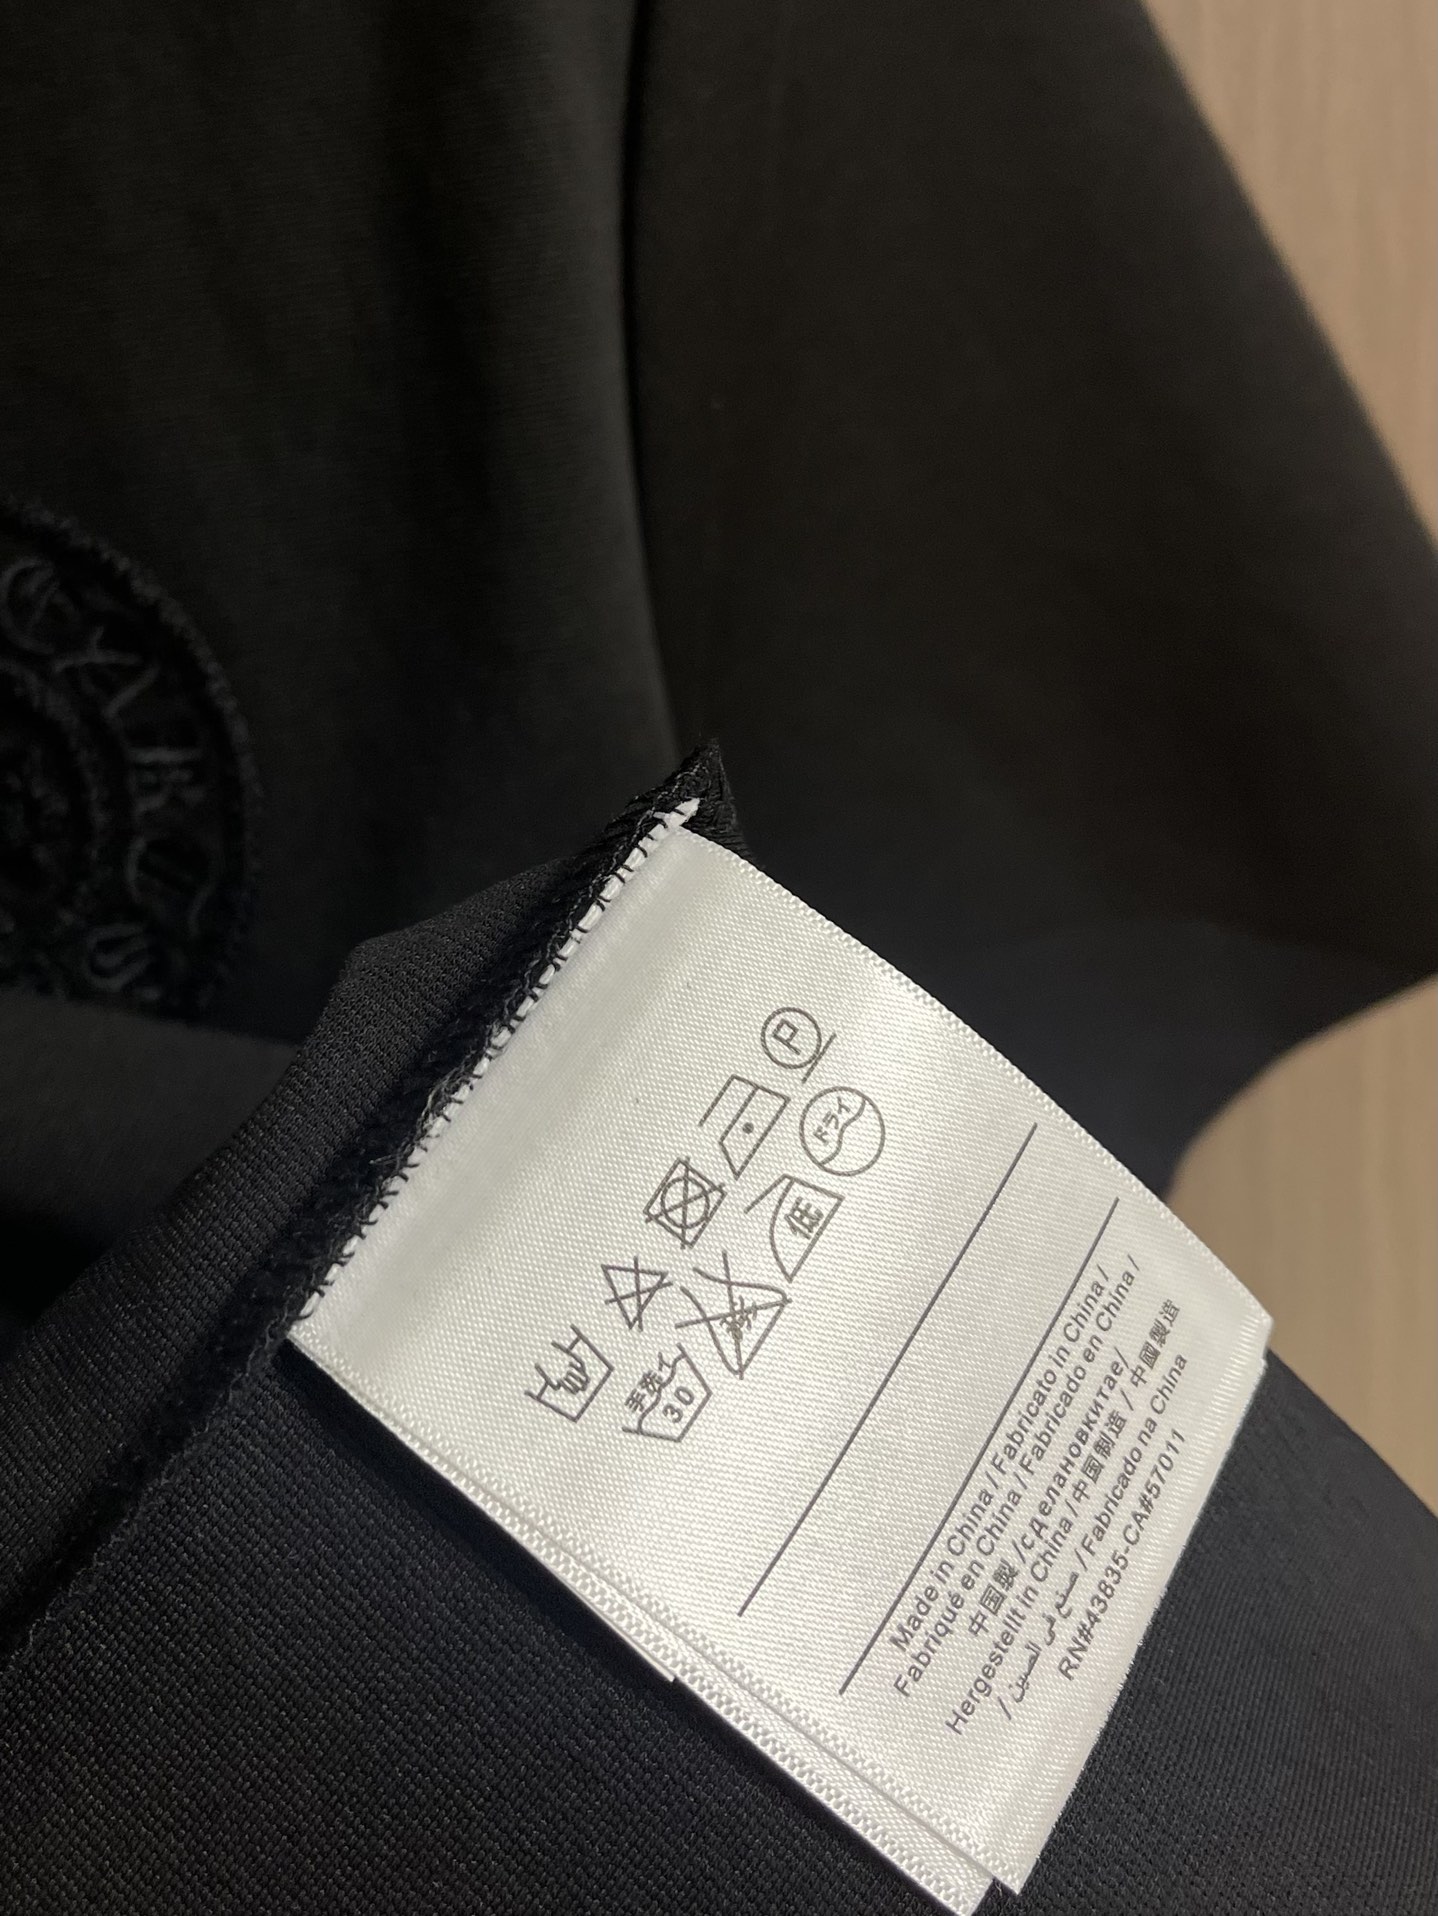 P
ドライ
低
手洗イ
30
Made in China / Fabricato in China /
Fabriqué en China / Fabricado en China /
中国製 /сделановкитае/
Hergestellt in China / 中国制造 / 中國製造
/ صنع في الصين / Fabricado na China
RN#43835-CA#57011